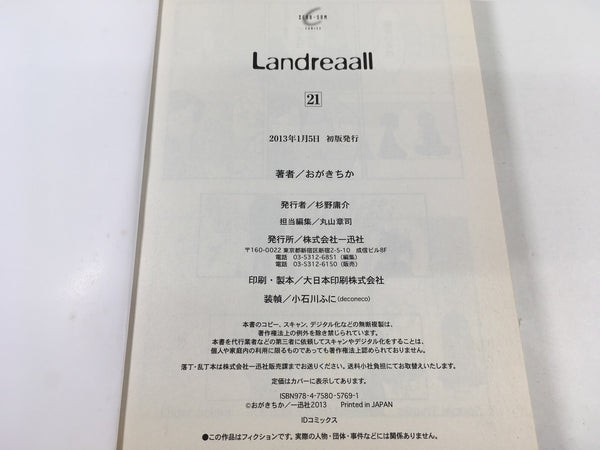 ZERO-SUM
COMICS
Landreaall
21
2013年1月5日 初版発行
著者/おがきちか
発行者/杉野庸介
担当編集/丸山章司
発行所/株式会社一迅社
〒160-0022 東京都新宿区新宿2-5-10 成信ビル8F
電話 03-5312-6851（編集）
電話 03-5312-6150（販売）
印刷・製本/大日本印刷株式会社
装幀/小石川ふに(deconeco)
本書のコピー、スキャン、デジタル化などの無断複製は、
著作権法上の例外を除き禁じられています。
本書を代行業者などの第三者に依頼してスキャンやデジタル化をすることは、
個人や家庭内の利用に限るものであっても著作権法上認められておりません。
落丁・乱丁本は株式会社一迅社販売課までお送りください。送料小社負担にてお取替えいたします。
定価はカバーに表示してあります。
ISBN978-4-7580-5769-1
©おがきちか/一迅社2013 Printed in JAPAN
IDコミックス
●この作品はフィクションです。実際の人物・団体・事件などには関係ありません。